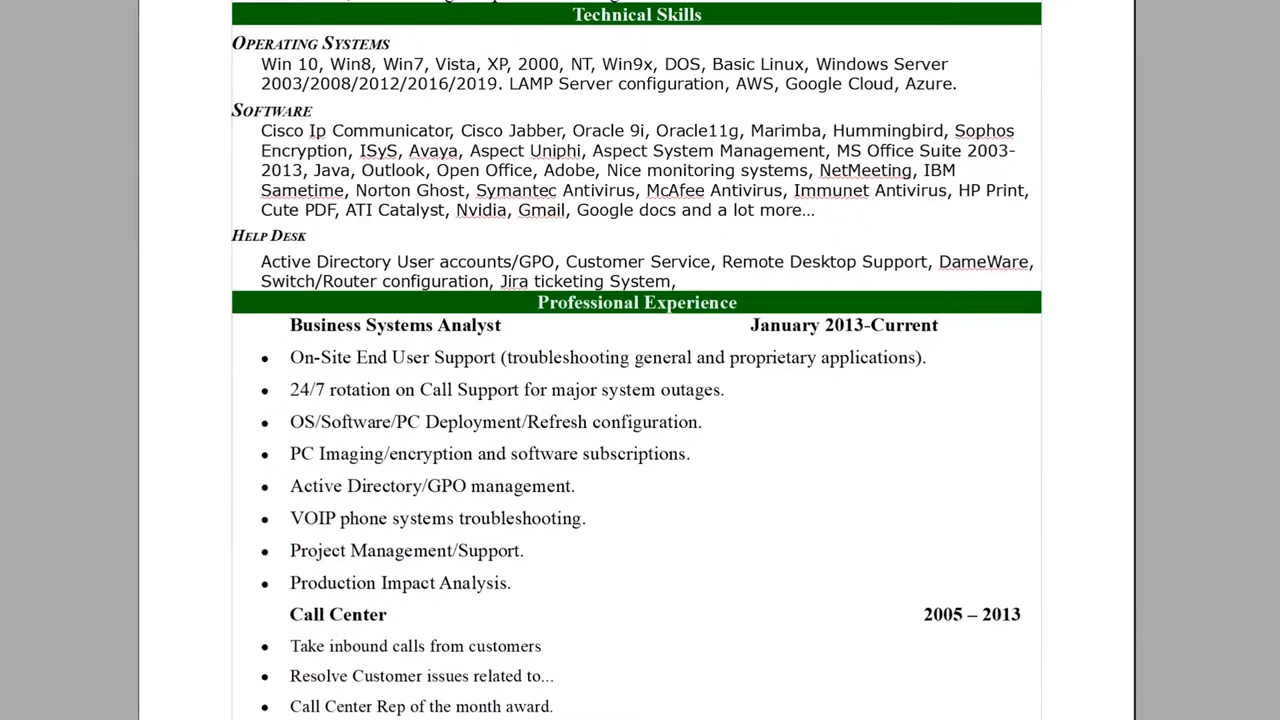 Technical Skills
OPERATING SYSTEMS
Win 10, Win8, Win7, Vista, XP, 2000, NT, Win9x, DOS, Basic Linux, Windows Server
2003/2008/2012/2016/2019. LAMP Server configuration, AWS, Google Cloud, Azure.
SOFTWARE
Cisco Ip Communicator, Cisco Jabber, Oracle 9i, Oracle11g, Marimba, Hummingbird, Sophos
Encryption, ISyS, Avaya, Aspect Uniphi, Aspect System Management, MS Office Suite 2003-
2013, Java, Outlook, Open Office, Adobe, Nice monitoring systems, NetMeeting, IBM
Sametime, Norton Ghost, Symantec Antivirus, McAfee Antivirus, Immunet Antivirus, HP Print,
Cute PDF, ATI Catalyst, Nvidia, Gmail, Google docs and a lot more...
HELP DESK
Active Directory User accounts/GPO, Customer Service, Remote Desktop Support, DameWare,
Switch/Router configuration, Jira ticketing System,
Professional Experience
Business Systems Analyst January 2013-Current
• On-Site End User Support (troubleshooting general and proprietary applications).
• 24/7 rotation on Call Support for major system outages.
• OS/Software/PC Deployment/Refresh configuration.
• PC Imaging/encryption and software subscriptions.
• Active Directory/GPO management.
• VOIP phone systems troubleshooting.
• Project Management/Support.
• Production Impact Analysis.
Call Center 2005 – 2013
• Take inbound calls from customers
• Resolve Customer issues related to...
• Call Center Rep of the month award.